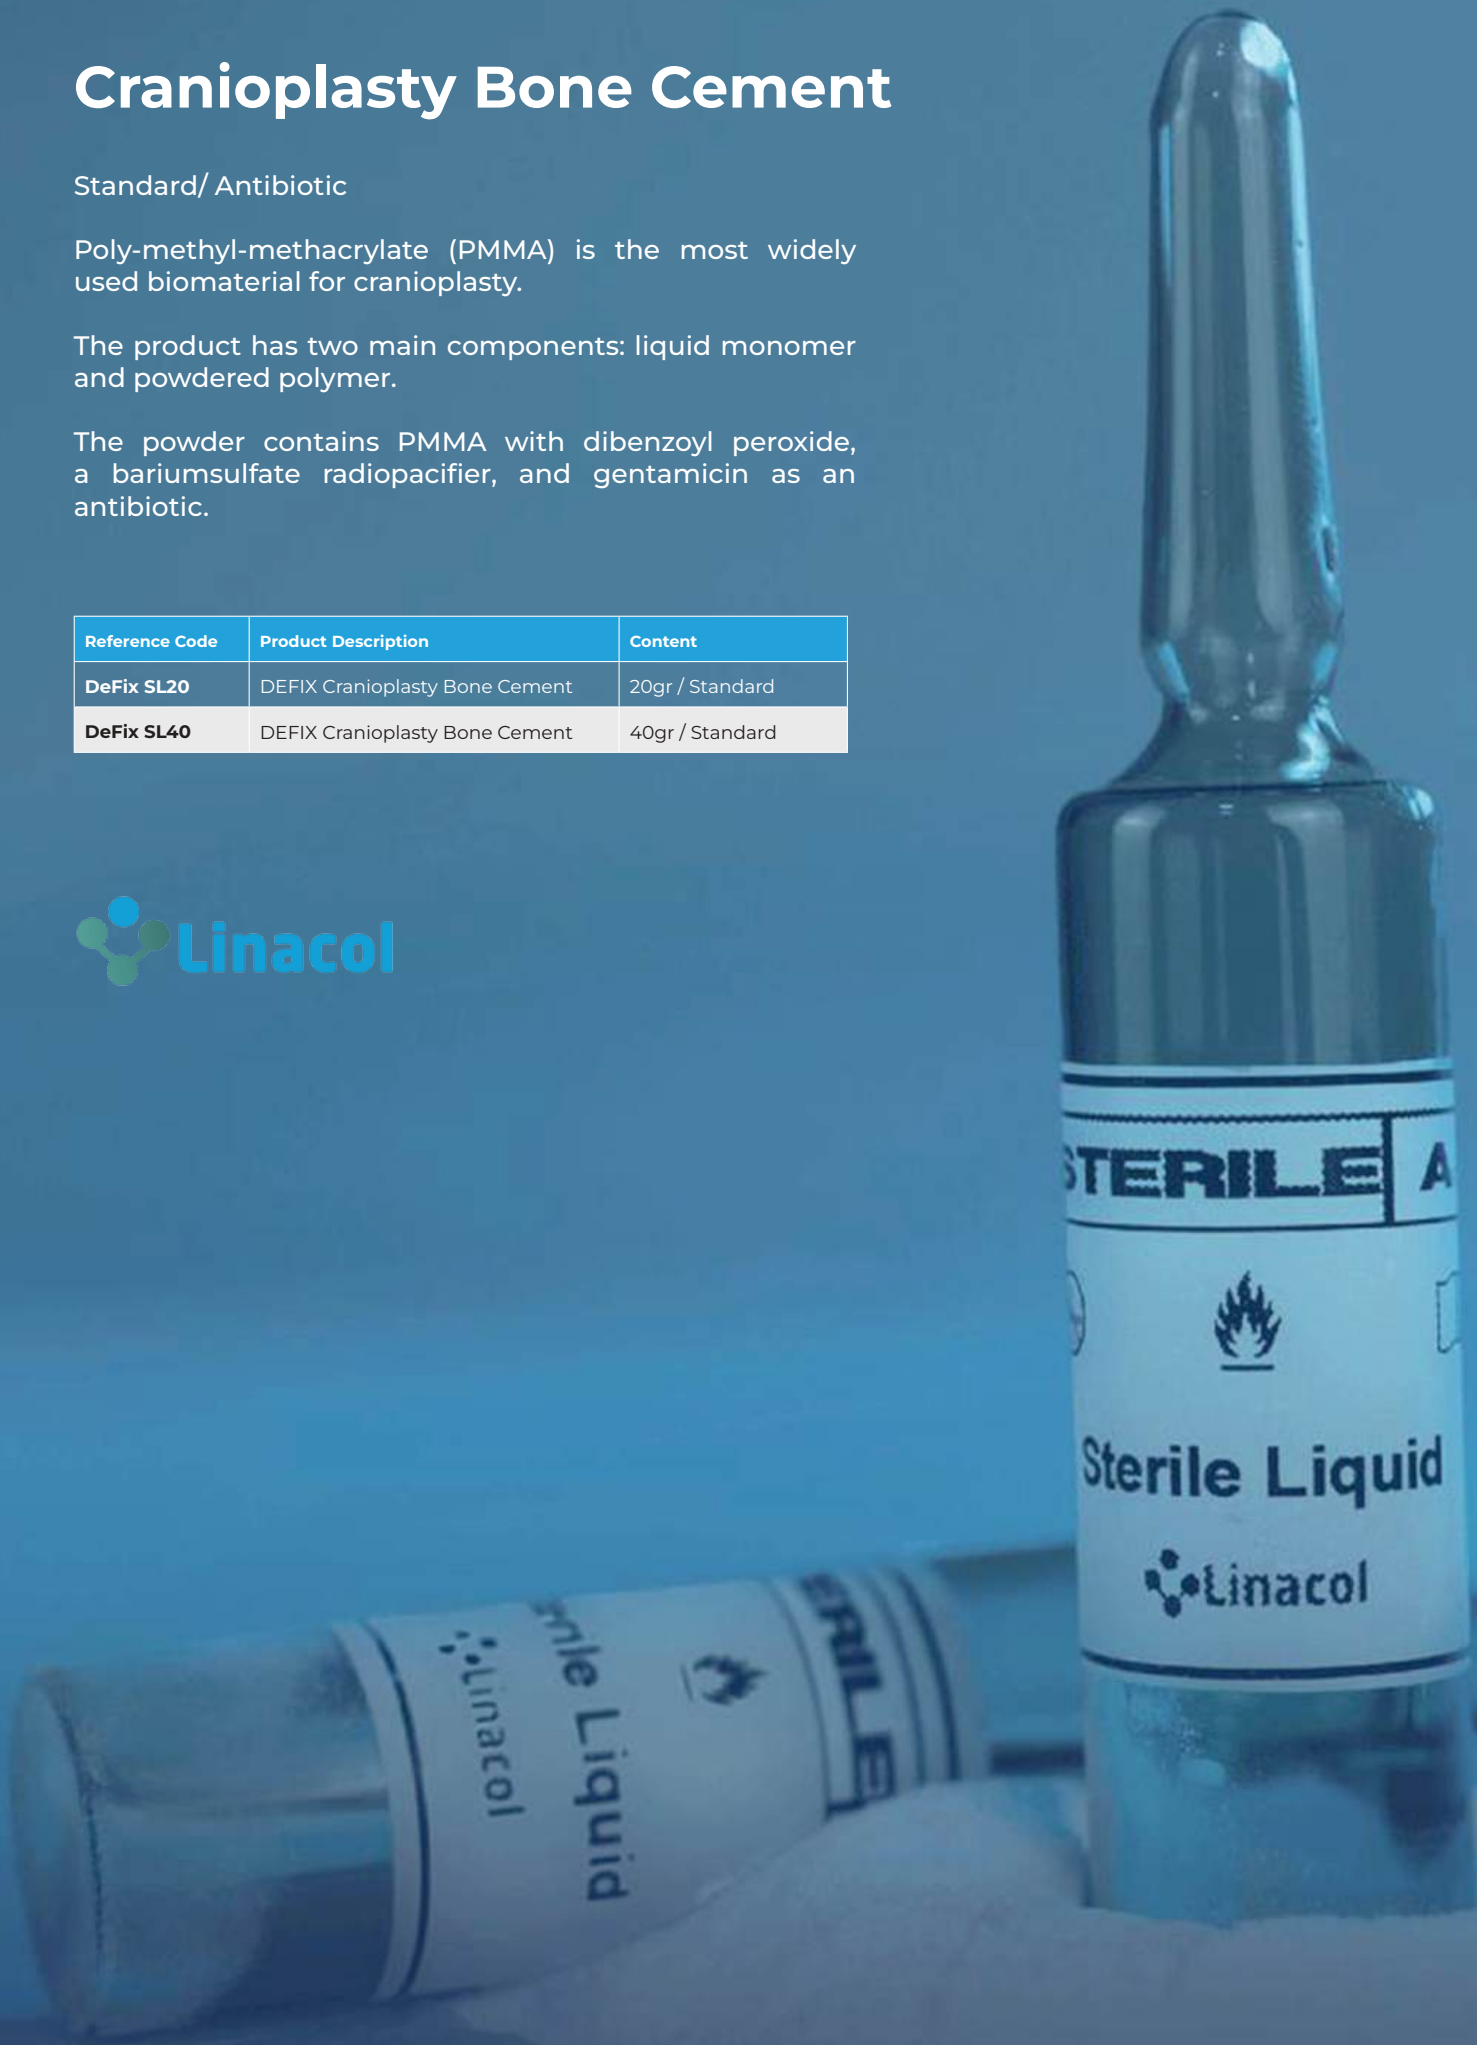 Cranioplasty Bone Cement
Standard/ Antibiotic
Poly-methyl-methacrylate (PMMA) is the most widely
used biomaterial for cranioplasty.
The product has two main components: liquid monomer
and powdered polymer.
The powder contains PMMA with dibenzoyl peroxide,
a bariumsulfate radiopacifier, and gentamicin as an
antibiotic.
Reference Code Product Description Content
DeFix SL20 DEFIX Cranioplasty Bone Cement 20gr / Standard
DeFix SL40 DEFIX Cranioplasty Bone Cement 40gr / Standard
Linacol
STERILE A
Sterile Liquid
Linacol
Liquid
Linacol